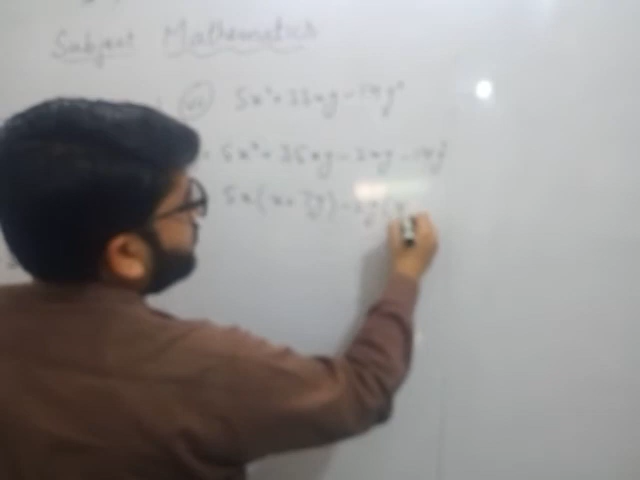 Subject Mathematics
(vi) 5x² + 33xy - 14y²
= 5x² + 35xy - 2xy - 14y²
5x(x + 7y) - 2y(x